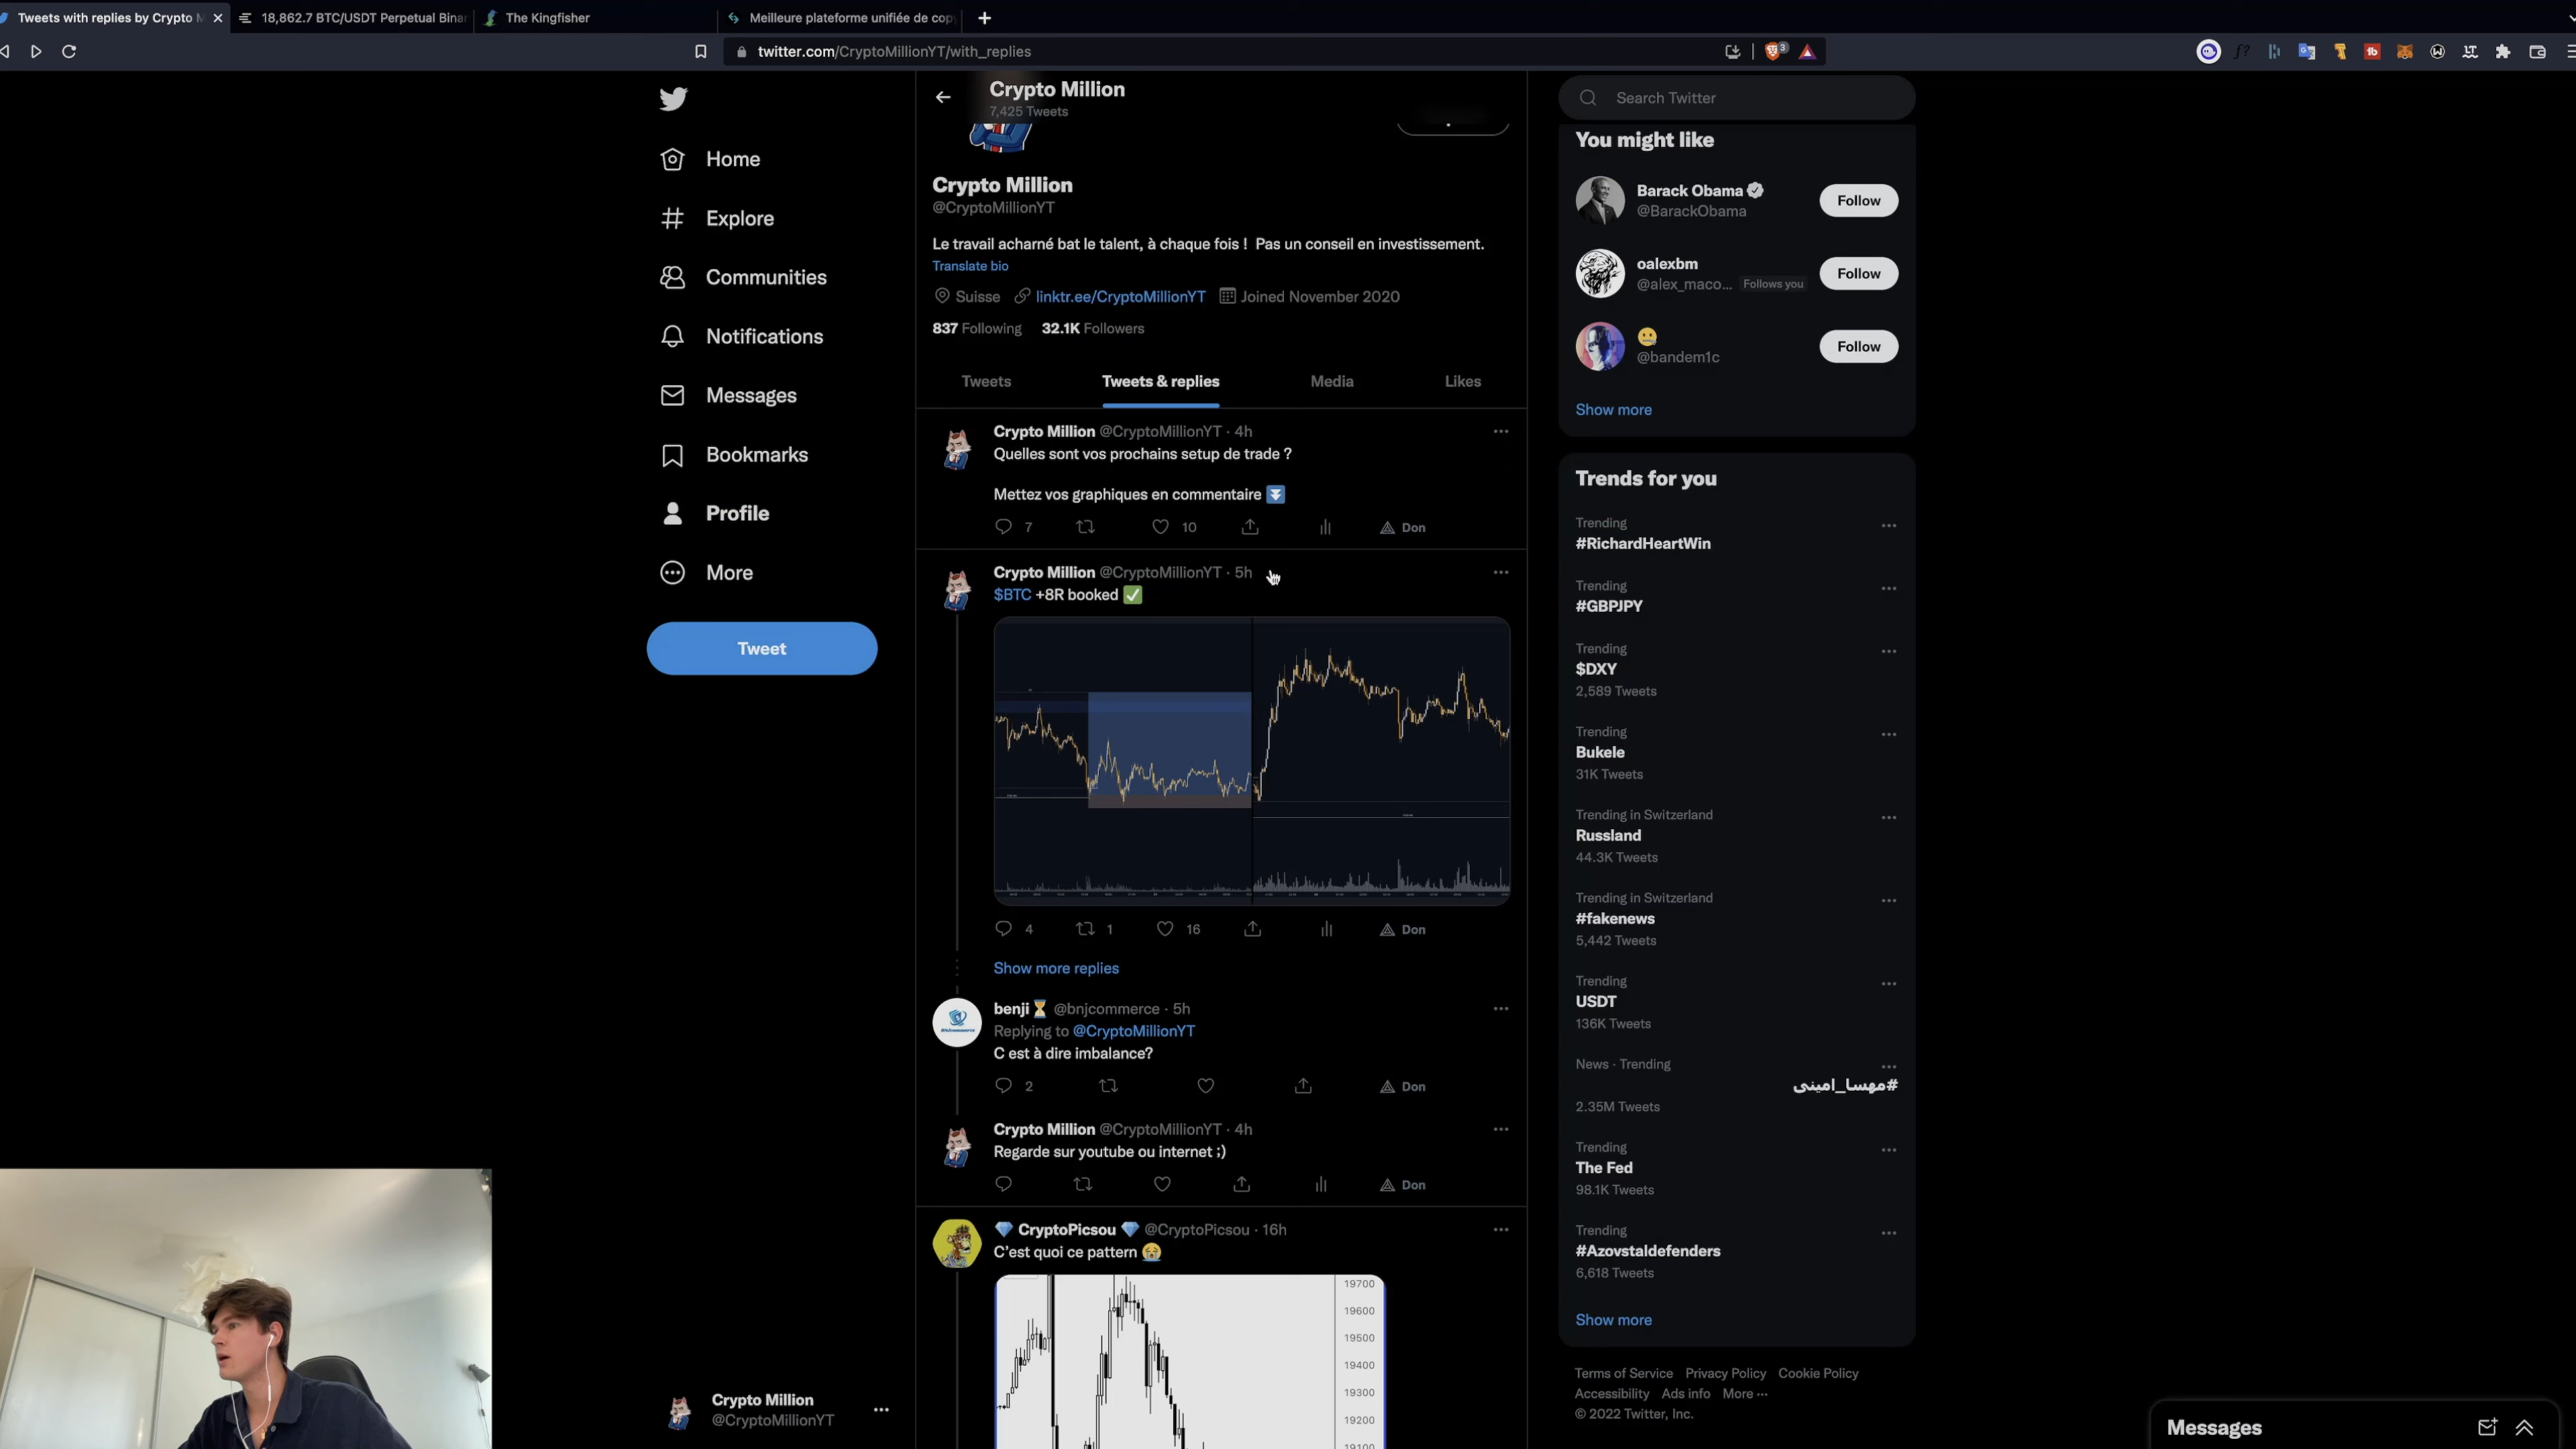 Tweets with replies by Crypto M
18,862.7 BTC/USDT Perpetual Binan
The Kingfisher
Meilleure plateforme unifiée de cop
twitter.com/CryptoMillionYT/with_replies
Home
Explore
Communities
Notifications
Messages
Bookmarks
Profile
More
Tweet
Crypto Million
@CryptoMillionYT
Crypto Million
7,425 Tweets
Crypto Million
@CryptoMillionYT
Le travail acharné bat le talent, à chaque fois ! Pas un conseil en investissement.
Translate bio
Suisse linktr.ee/CryptoMillionYT Joined November 2020
837 Following 32.1K Followers
Tweets Tweets & replies Media Likes
Crypto Million @CryptoMillionYT · 4h
Quelles sont vos prochains setup de trade ?
Mettez vos graphiques en commentaire ⏬
7 10 Don
Crypto Million @CryptoMillionYT · 5h
$BTC +8R booked ✅
4 1 16 Don
Show more replies
benji⏳ @bnjcommerce · 5h
Replying to @CryptoMillionYT
C est à dire imbalance?
2 Don
Crypto Million @CryptoMillionYT · 4h
Regarde sur youtube ou internet ;)
Don
💎 CryptoPicsou 💎 @CryptoPicsou · 16h
C'est quoi ce pattern 😭
19700
19600
19500
19400
19300
19200
19100
Search Twitter
You might like
Barack Obama
@BarackObama
Follow
oalexbm
@alex_maco... Follows you
Follow
🤐
@bandem1c
Follow
Show more
Trends for you
Trending
#RichardHeartWin
Trending
#GBPJPY
Trending
$DXY
2,589 Tweets
Trending
Bukele
31K Tweets
Trending in Switzerland
Russland
44.3K Tweets
Trending in Switzerland
#fakenews
5,442 Tweets
Trending
USDT
136K Tweets
News · Trending
#مهسا_امینی
2.35M Tweets
Trending
The Fed
98.1K Tweets
Trending
#Azovstaldefenders
6,618 Tweets
Show more
Terms of Service Privacy Policy Cookie Policy
Accessibility Ads info More ···
© 2022 Twitter, Inc.
Messages